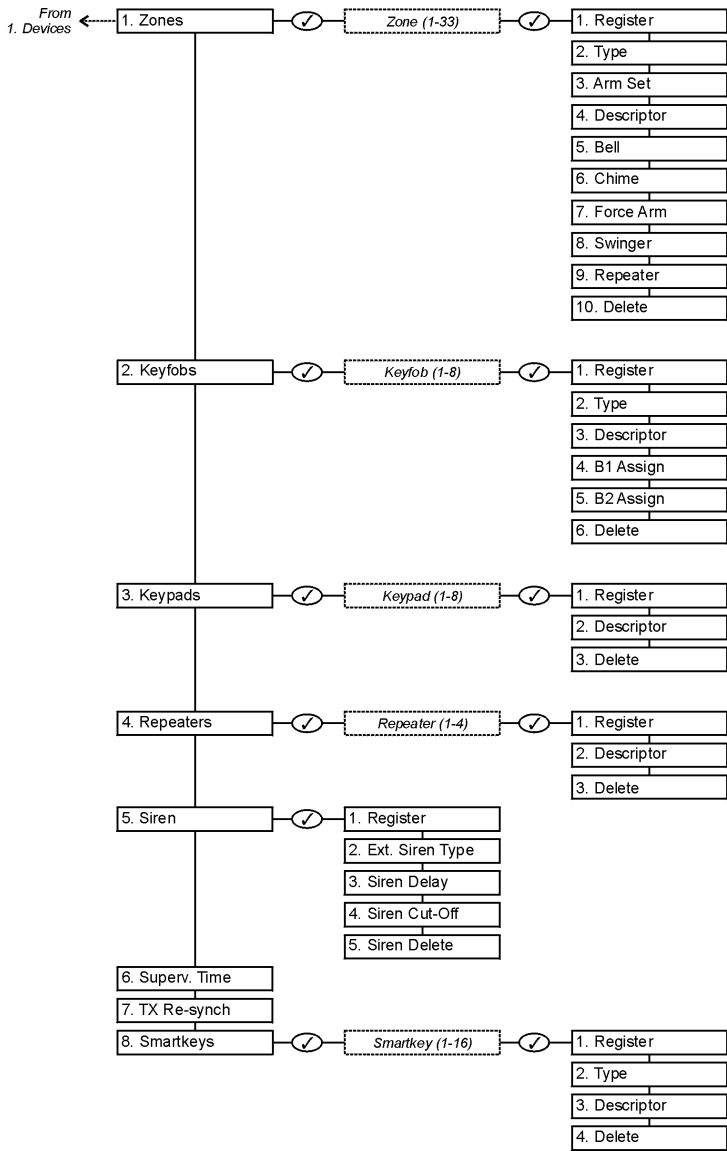 From
1. Devices
1. Zones
✓
Zone (1-33)
✓
1. Register
2. Type
3. Arm Set
4. Descriptor
5. Bell
6. Chime
7. Force Arm
8. Swinger
9. Repeater
10. Delete
2. Keyfobs
✓
Keyfob (1-8)
✓
1. Register
2. Type
3. Descriptor
4. B1 Assign
5. B2 Assign
6. Delete
3. Keypads
✓
Keypad (1-8)
✓
1. Register
2. Descriptor
3. Delete
4. Repeaters
✓
Repeater (1-4)
✓
1. Register
2. Descriptor
3. Delete
5. Siren
✓
1. Register
2. Ext. Siren Type
3. Siren Delay
4. Siren Cut-Off
5. Siren Delete
6. Superv. Time
7. TX Re-synch
8. Smartkeys
✓
Smartkey (1-16)
✓
1. Register
2. Type
3. Descriptor
4. Delete